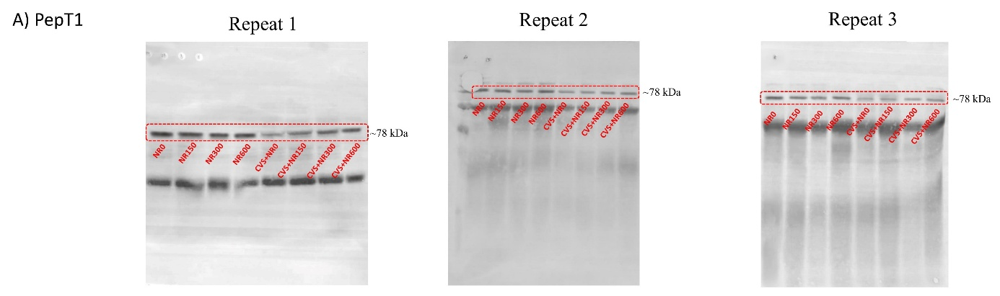 A) PepT1
Repeat 1
Repeat 2
Repeat 3
~78 kDa
NR0 NR150 NR300 NR600 CVS+NR0 CVS+NR150 CVS+NR300 CVS+NR600
~78 kDa
NR0 NR150 NR300 NR600 CVS+NR0 CVS+NR150 CVS+NR300 CVS+NR600
~78 kDa
NR0 NR150 NR300 NR600 CVS+NR0 CVS+NR150 CVS+NR300 CVS+NR600